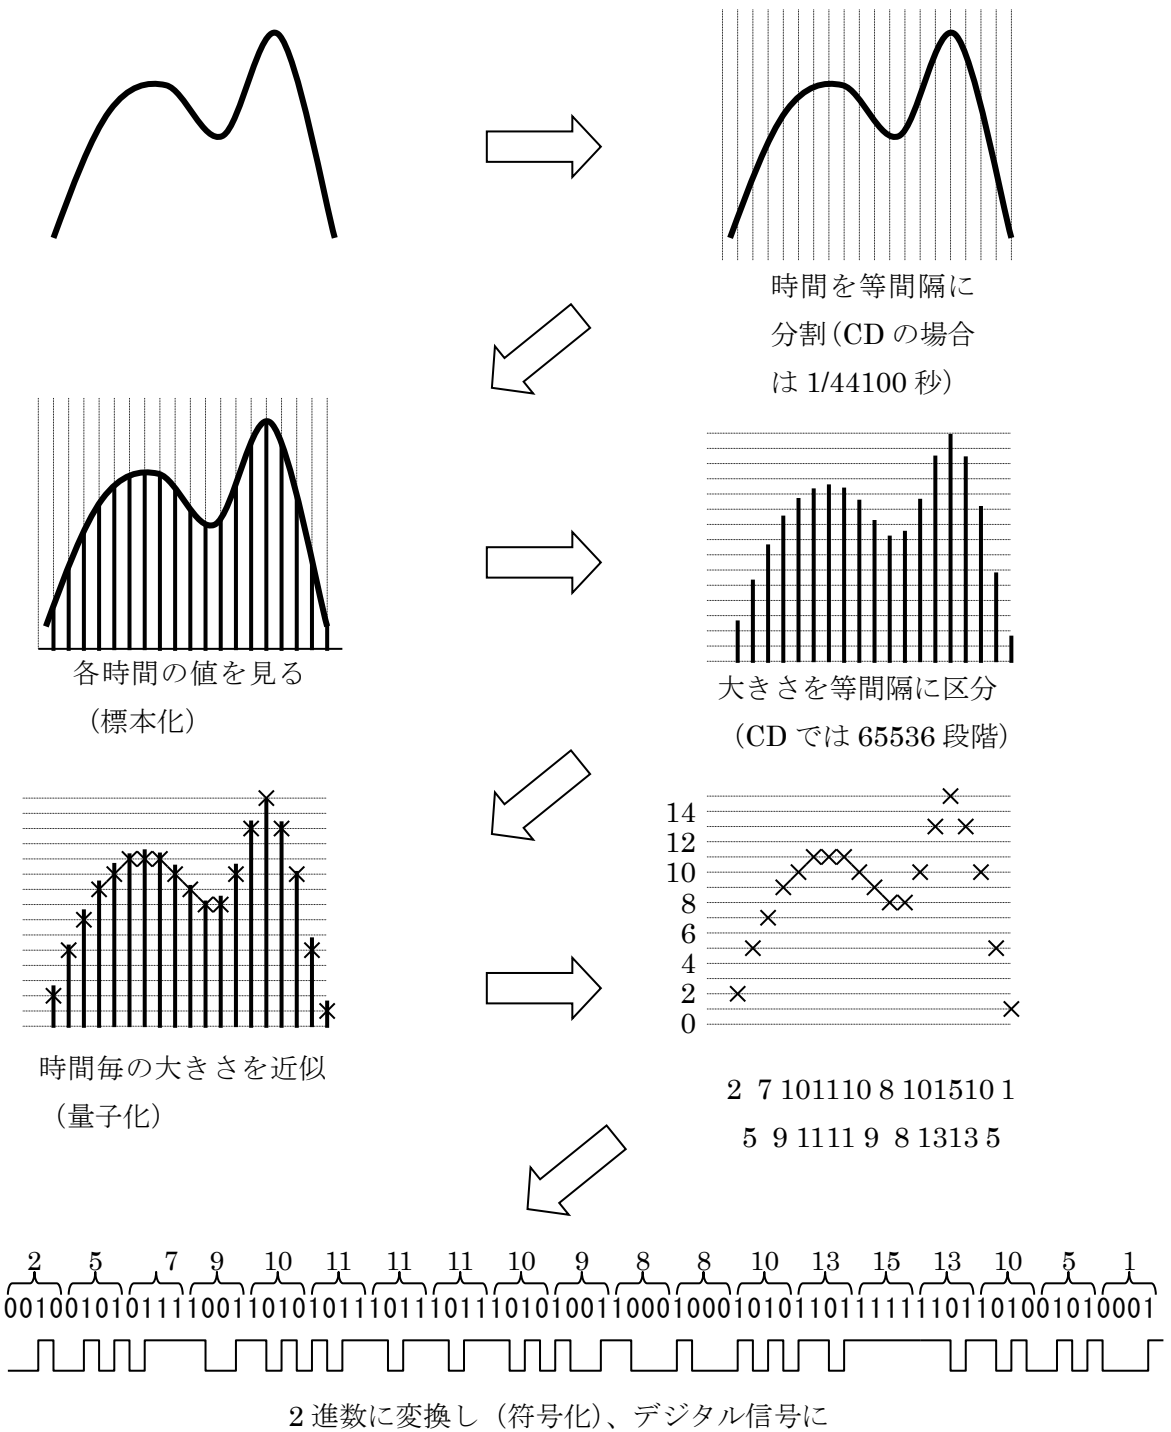 時間を等間隔に
分割（CD の場合
は 1/44100 秒）
各時間の値を見る
（標本化）
大きさを等間隔に区分
（CD では 65536 段階）
時間毎の大きさを近似
（量子化）
14
12
10
8
6
4
2
0
2 7 101110 8 101510 1
5 9 1111 9 8 1313 5
2 5 7 9 10 11 11 11 10 9 8 8 10 13 15 13 10 5 1
0010010101111001101010111011101110101001100010001010110111111101101001010001
2 進数に変換し（符号化）、デジタル信号に